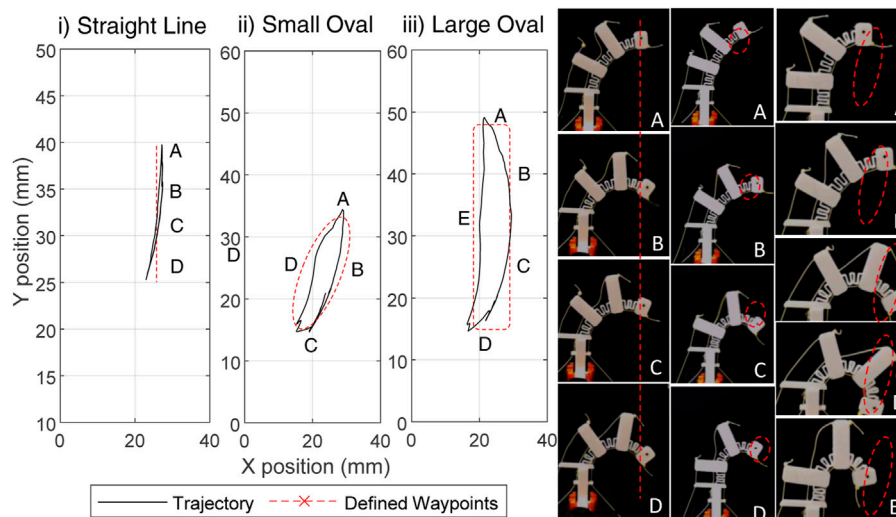 i) Straight Line
ii) Small Oval
iii) Large Oval
Y position (mm)
50
45
40
35
30
25
20
15
10
0
20
40
A
B
C
D
60
50
40
30
20
10
0
0
20
40
D
A
B
C
D
60
50
40
30
20
10
0
0
20
40
A
B
C
D
E
X position (mm)
Trajectory
Defined Waypoints
A
B
C
D
A
B
C
D